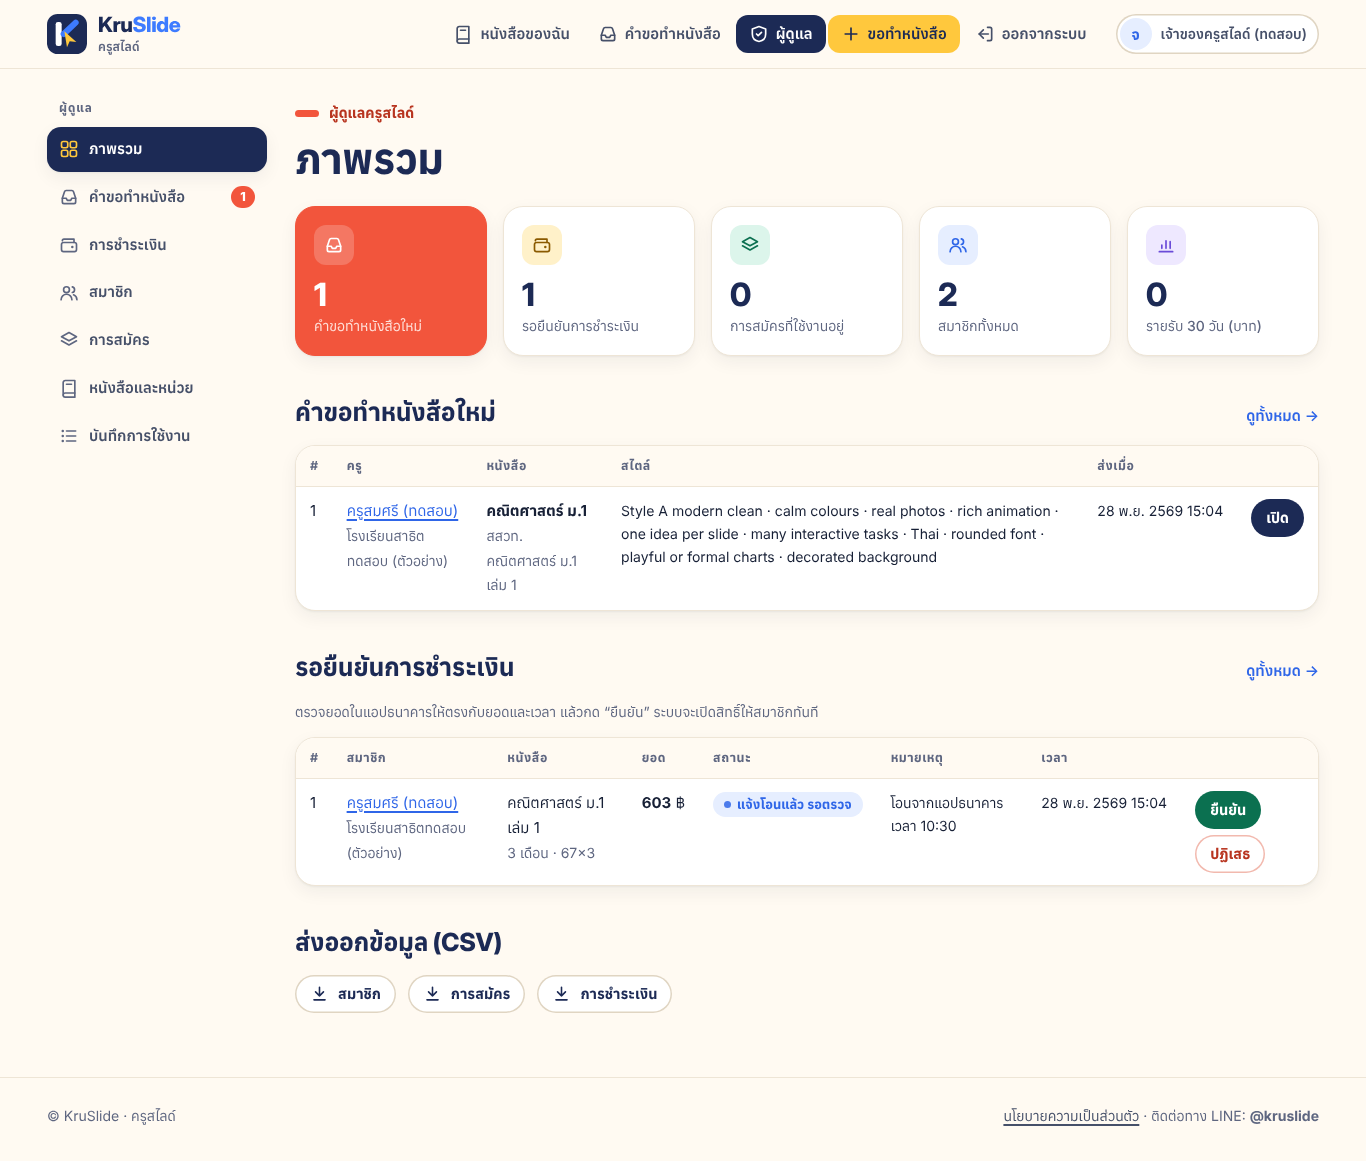 KruSlide
ครูสไลด์
หนังสือของฉัน
คำขอทำหนังสือ
ผู้ดูแล
ขอทำหนังสือ
ออกจากระบบ
จ
เจ้าของครูสไลด์ (ทดสอบ)
ผู้ดูแล
ภาพรวม
คำขอทำหนังสือ
1
การชำระเงิน
สมาชิก
การสมัคร
หนังสือและหน่วย
บันทึกการใช้งาน
ผู้ดูแลครูสไลด์
ภาพรวม
1
คำขอทำหนังสือใหม่
1
รอยืนยันการชำระเงิน
0
การสมัครที่ใช้งานอยู่
2
สมาชิกทั้งหมด
0
รายรับ 30 วัน (บาท)
คำขอทำหนังสือใหม่
ดูทั้งหมด →
# ครู หนังสือ สไตล์ ส่งเมื่อ
1
ครูสมศรี (ทดสอบ)
โรงเรียนสาธิต
ทดสอบ (ตัวอย่าง)
คณิตศาสตร์ ม.1
สสวท.
คณิตศาสตร์ ม.1
เล่ม 1
Style A modern clean · calm colours · real photos · rich animation ·
one idea per slide · many interactive tasks · Thai · rounded font ·
playful or formal charts · decorated background
28 พ.ย. 2569 15:04
เปิด
รอยืนยันการชำระเงิน
ดูทั้งหมด →
ตรวจยอดในแอปธนาคารให้ตรงกับยอดและเวลา แล้วกด “ยืนยัน” ระบบจะเปิดสิทธิ์ให้สมาชิกทันที
# สมาชิก หนังสือ ยอด สถานะ หมายเหตุ เวลา
1
ครูสมศรี (ทดสอบ)
โรงเรียนสาธิตทดสอบ
(ตัวอย่าง)
คณิตศาสตร์ ม.1
เล่ม 1
3 เดือน · 67×3
603 ฿
แจ้งโอนแล้ว รอตรวจ
โอนจากแอปธนาคาร
เวลา 10:30
28 พ.ย. 2569 15:04
ยืนยัน
ปฏิเสธ
ส่งออกข้อมูล (CSV)
สมาชิก
การสมัคร
การชำระเงิน
© KruSlide · ครูสไลด์
นโยบายความเป็นส่วนตัว · ติดต่อทาง LINE: @kruslide